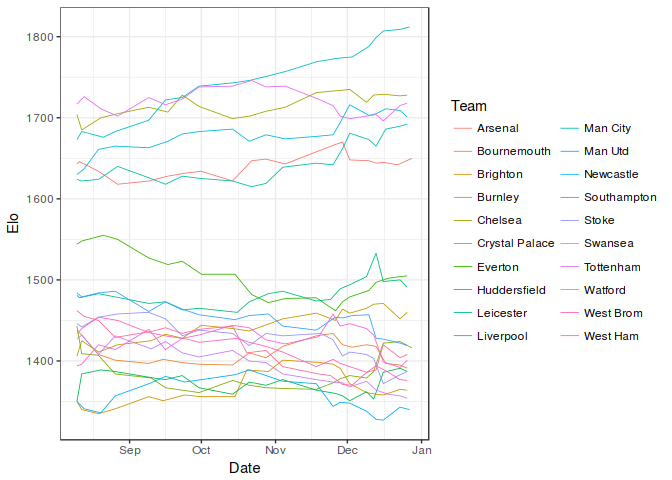 1800
1700
1600
1500
1400
Elo
Sep Oct Nov Dec Jan
Date
Team
Arsenal Man City
Bournemouth Man Utd
Brighton Newcastle
Burnley Southampton
Chelsea Stoke
Crystal Palace Swansea
Everton Tottenham
Huddersfield Watford
Leicester West Brom
Liverpool West Ham